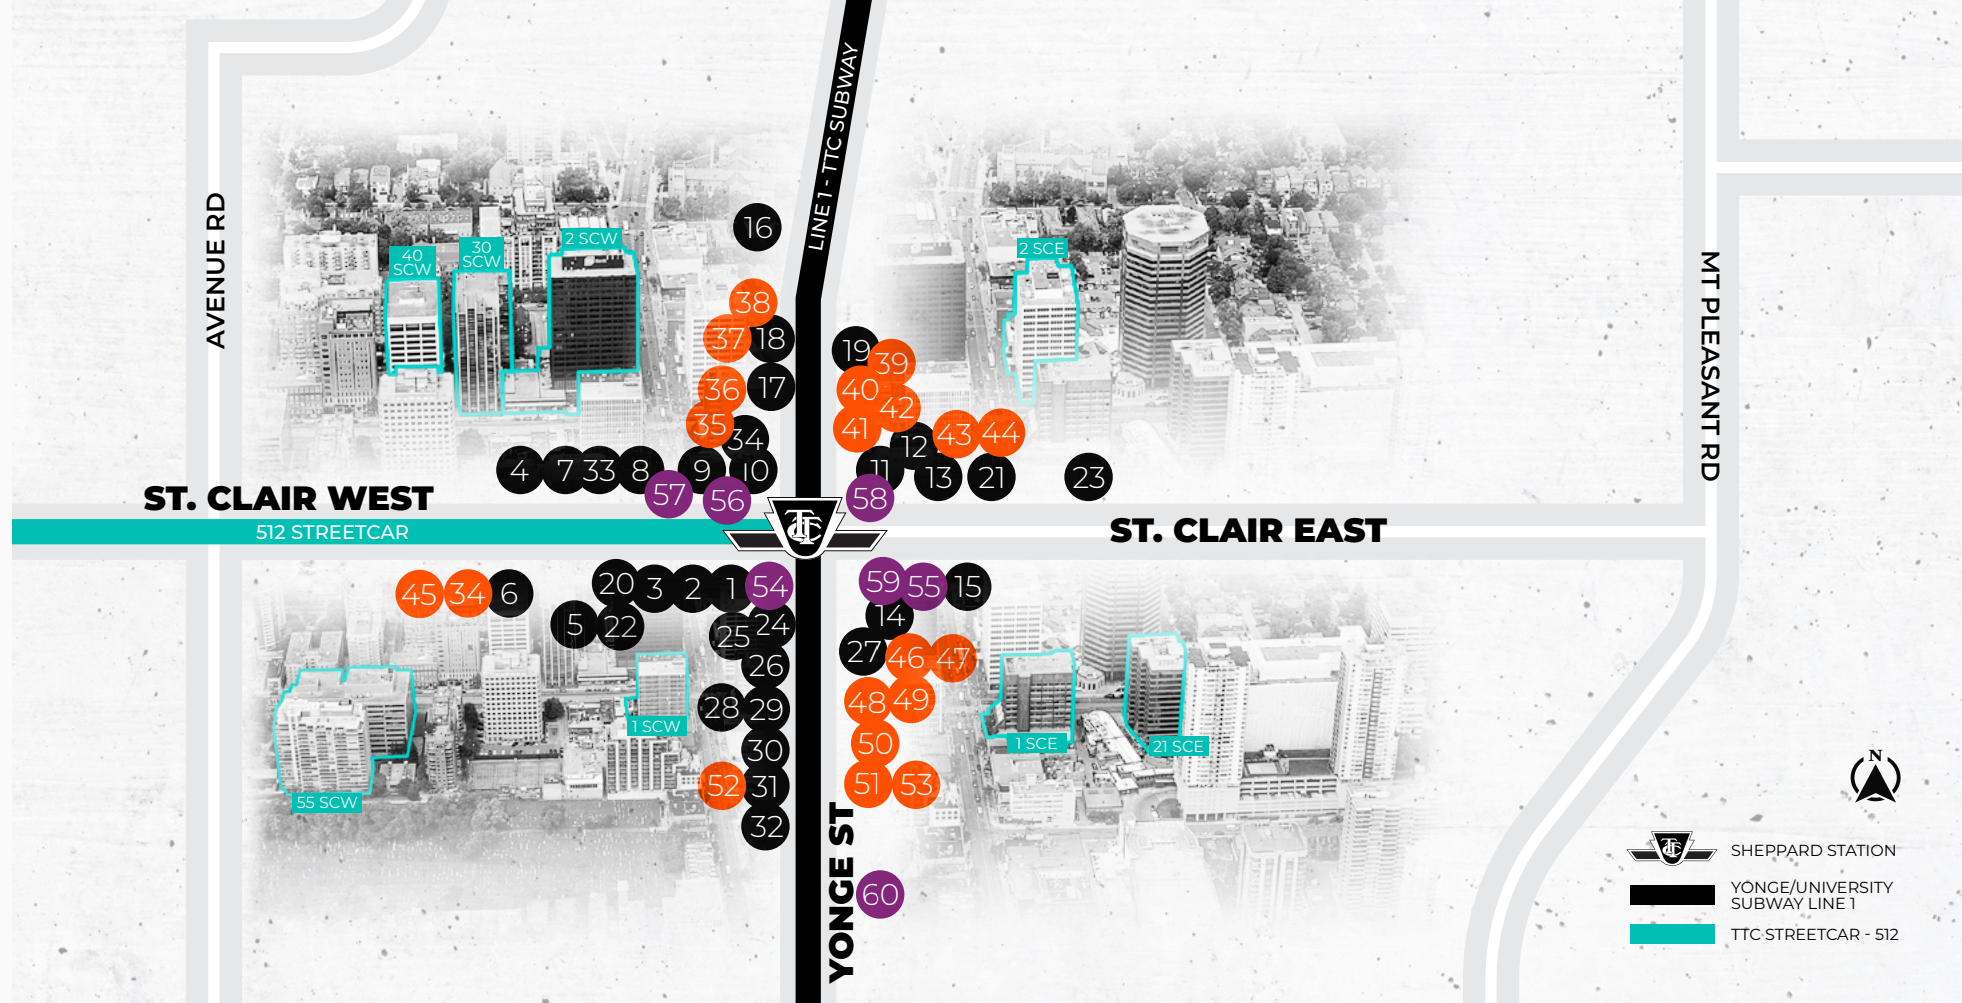 LINE 1 - TTC SUBWAY
AVENUE RD
MT PLEASANT RD
16
2 SCW
30
SCW
40
SCW
2 SCE
38
37
18
36
17
35
34
19
39
40
42
41
12
43
44
4
7
33
8
9
10
11
13
21
23
57
56
58
ST. CLAIR WEST
512 STREETCAR
TTC
ST. CLAIR EAST
45
34
6
20
3
2
1
54
59
55
15
5
22
25
24
14
26
27
46
47
28
29
48
49
30
50
52
31
51
53
32
60
1 SCW
55 SCW
1 SCE
21 SCE
YONGE ST
N
TTC
SHEPPARD STATION
YONGE/UNIVERSITY
SUBWAY LINE 1
TTC STREETCAR - 512